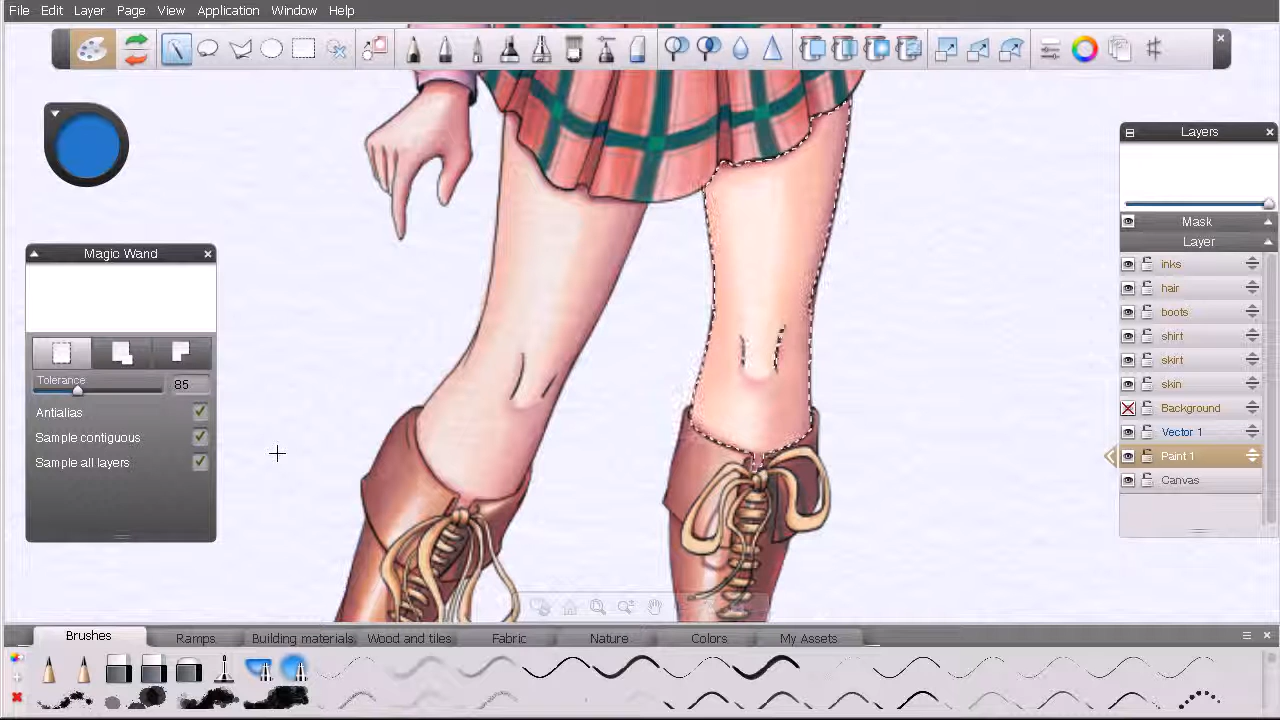 File Edit Layer Page View Application Window Help
Layers
Mask
Layer
inks
hair
shirt
skirt
skin
Background
Vector 1
Paint 1
Magic Wand
Tolerance 85
Antialias
Sample contiguous
Sample all layers
Brushes Ramps Building materials Wood and tiles Fabric Nature Colors My Assets